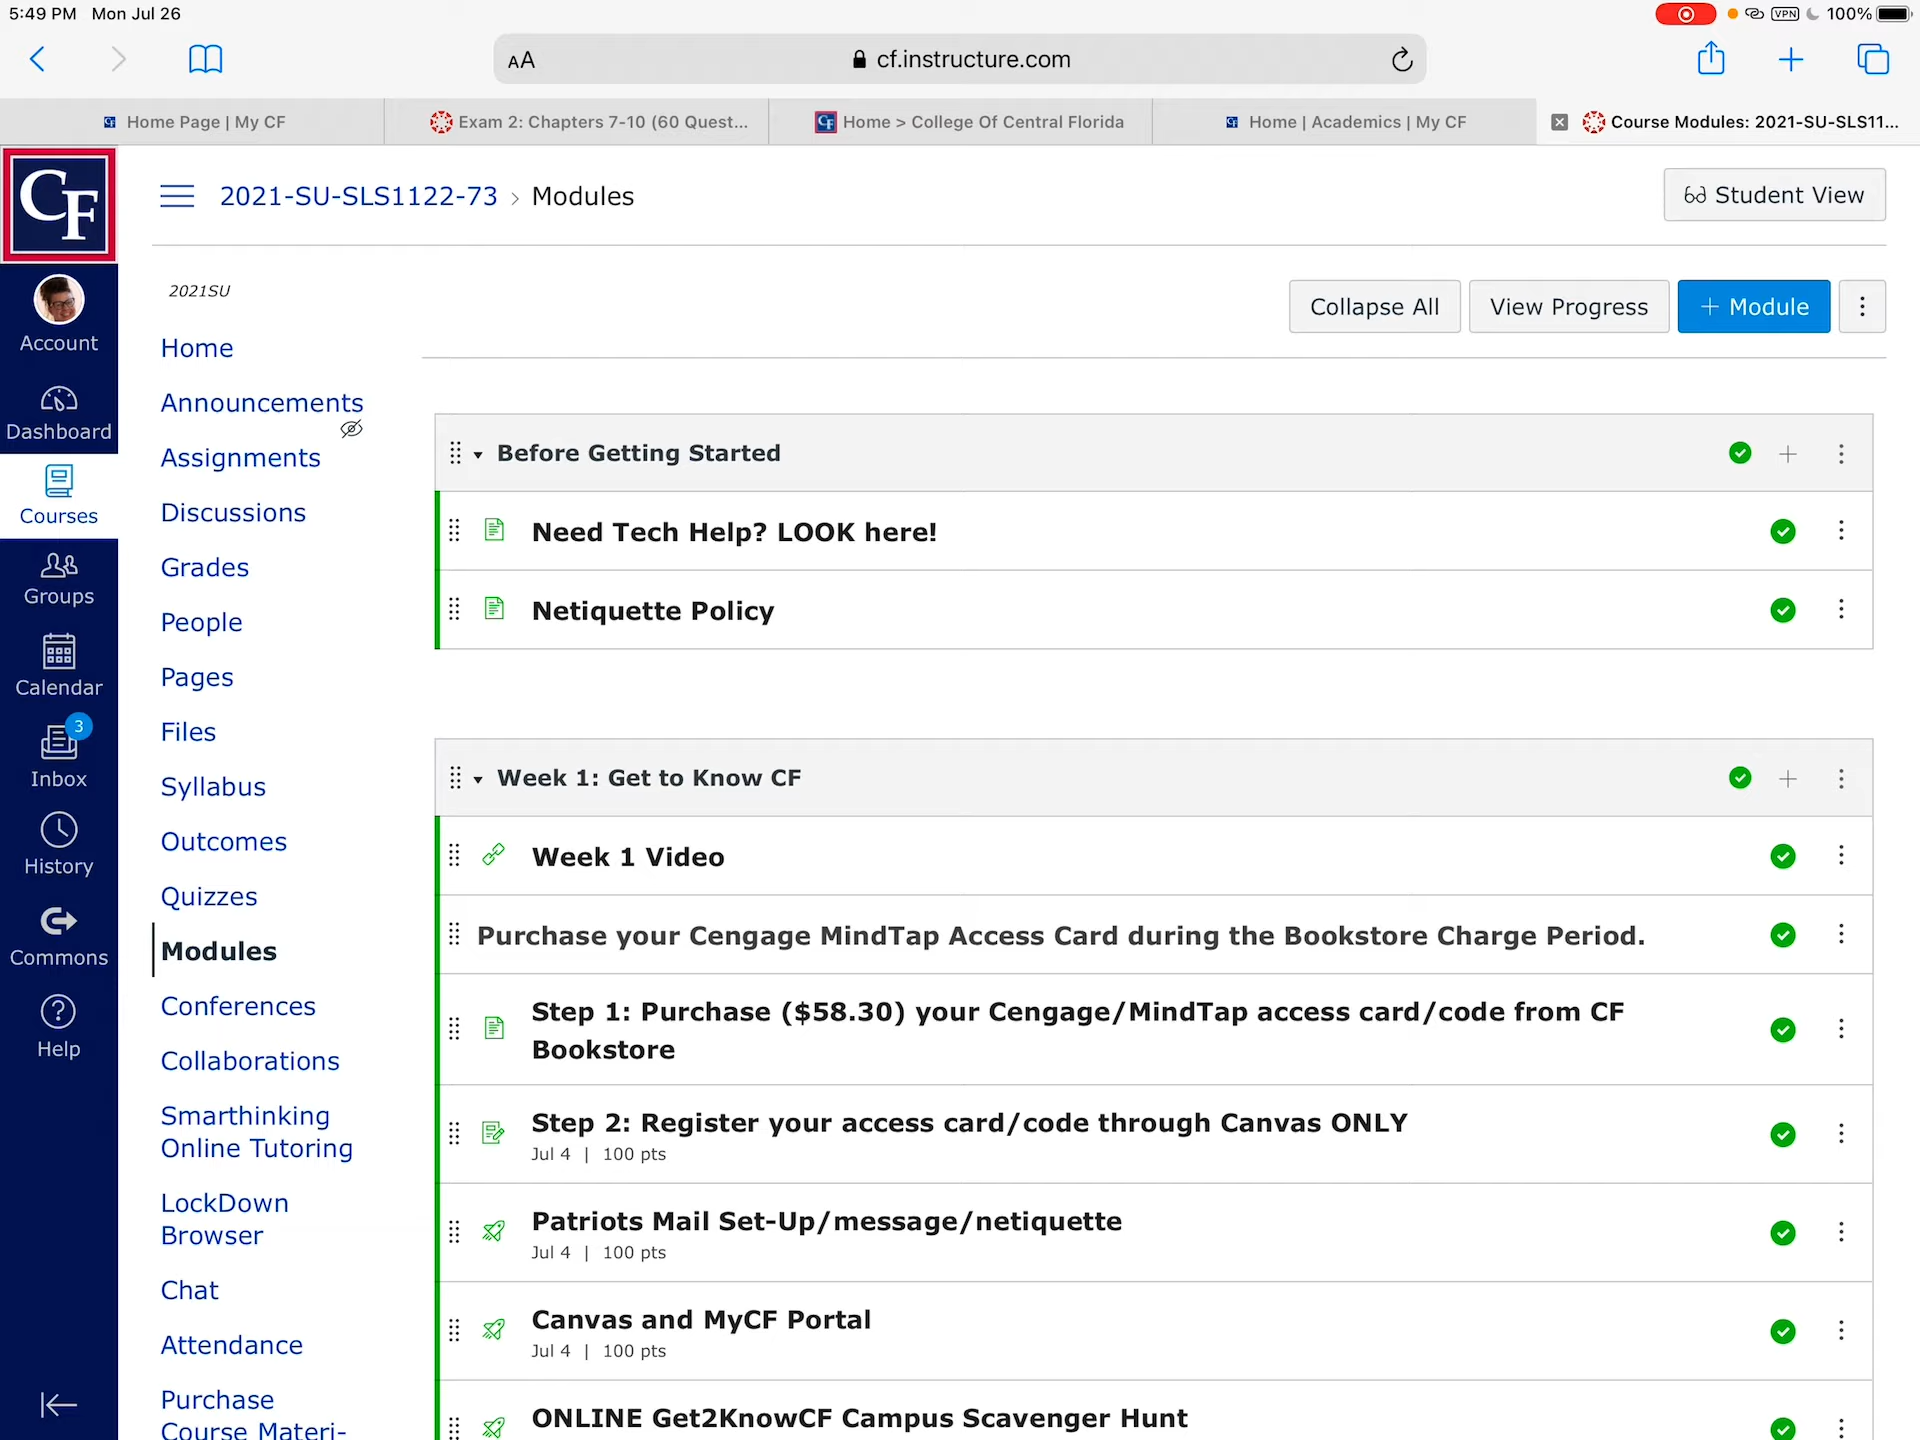 5:49 PM Mon Jul 26
VPN 100%
AA cf.instructure.com
Home Page | My CF
Exam 2: Chapters 7-10 (60 Quest...
Home > College Of Central Florida
Home | Academics | My CF
Course Modules: 2021-SU-SLS11...
CF
Account
Dashboard
Courses
Groups
Calendar
3
Inbox
History
Commons
Help
2021-SU-SLS1122-73 > Modules
Student View
2021SU
Home
Announcements
Assignments
Discussions
Grades
People
Pages
Files
Syllabus
Outcomes
Quizzes
Modules
Conferences
Collaborations
Smarthinking
Online Tutoring
LockDown
Browser
Chat
Attendance
Purchase
Course Materi-
Collapse All
View Progress
+ Module
Before Getting Started
Need Tech Help? LOOK here!
Netiquette Policy
Week 1: Get to Know CF
Week 1 Video
Purchase your Cengage MindTap Access Card during the Bookstore Charge Period.
Step 1: Purchase ($58.30) your Cengage/MindTap access card/code from CF
Bookstore
Step 2: Register your access card/code through Canvas ONLY
Jul 4 | 100 pts
Patriots Mail Set-Up/message/netiquette
Jul 4 | 100 pts
Canvas and MyCF Portal
Jul 4 | 100 pts
ONLINE Get2KnowCF Campus Scavenger Hunt